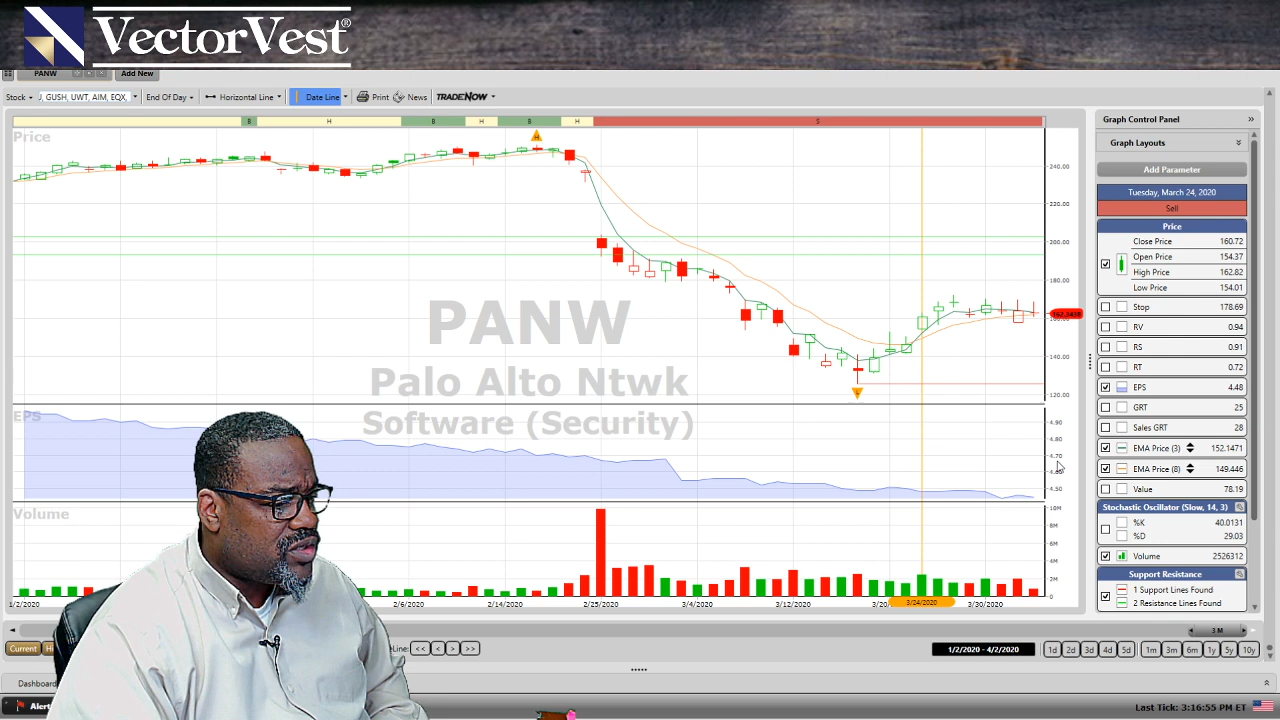 VectorVest®
PANW
Add New
Stock
J, GUSH, UWT, AIM, EQX,
End Of Day
Horizontal Line
Date Line
Print
News
TRADENOW
B H B H B H S
Price
H
240.00
220.00
200.00
180.00
160.00
140.00
120.00
162.3435
PANW
Palo Alto Ntwk
Software (Security)
L
EPS
4.90
4.80
4.70
4.50
Volume
10M
8M
6M
4M
2M
0
1/2/2020
2/6/2020
2/14/2020
2/25/2020
3/4/2020
3/12/2020
3/20
3/24/2020
3/30/2020
3 M
Current
Line:
<< < > >>
1/2/2020 - 4/2/2020
1d 2d 3d 4d 5d 1m 3m 6m 1y 5y 10y
Graph Control Panel
Graph Layouts
Add Parameter
Tuesday, March 24, 2020
Sell
Price
Close Price 160.72
Open Price 154.37
High Price 162.82
Low Price 154.01
Stop 178.69
RV 0.94
RS 0.91
RT 0.72
EPS 4.48
GRT 25
Sales GRT 28
EMA Price (3) 152.1471
EMA Price (8) 149.446
Value 78.19
Stochastic Oscillator (Slow, 14, 3)
%K 40.0131
%D 29.03
Volume 2526312
Support Resistance
1 Support Lines Found
2 Resistance Lines Found
Last Tick: 3:16:55 PM ET